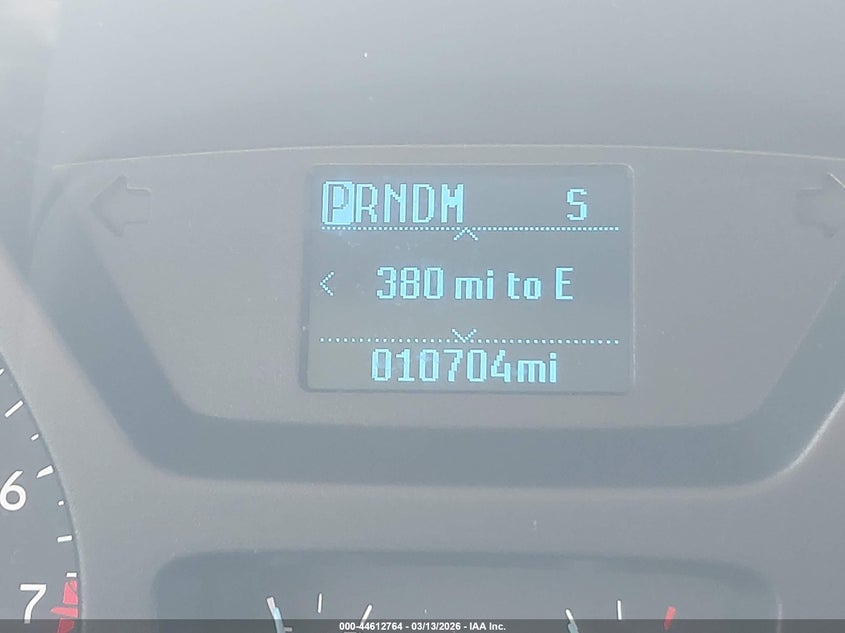 PRNDM S
< 380 mi to E
010704mi
6
7
000-44612764 - 03/13/2026 - IAA Inc.